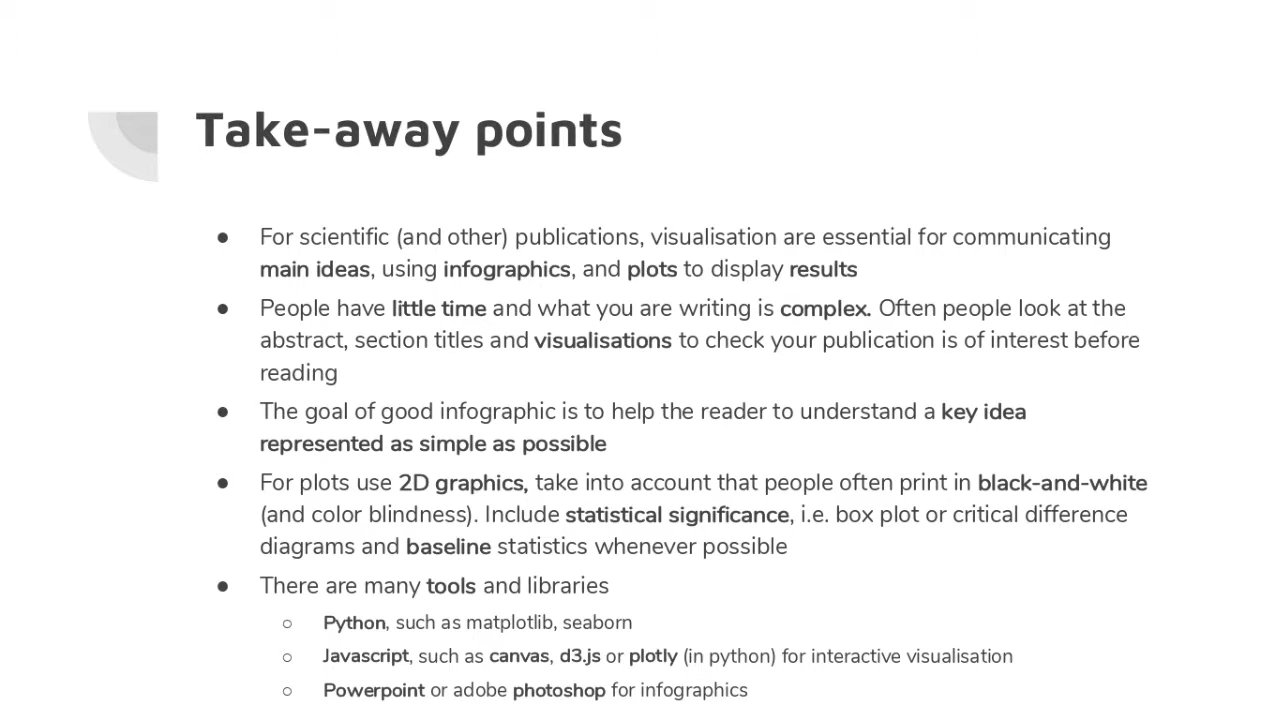 Take-away points
● For scientific (and other) publications, visualisation are essential for communicating
main ideas, using infographics, and plots to display results
● People have little time and what you are writing is complex. Often people look at the
abstract, section titles and visualisations to check your publication is of interest before
reading
● The goal of good infographic is to help the reader to understand a key idea
represented as simple as possible
● For plots use 2D graphics, take into account that people often print in black-and-white
(and color blindness). Include statistical significance, i.e. box plot or critical difference
diagrams and baseline statistics whenever possible
● There are many tools and libraries
○ Python, such as matplotlib, seaborn
○ Javascript, such as canvas, d3.js or plotly (in python) for interactive visualisation
○ Powerpoint or adobe photoshop for infographics